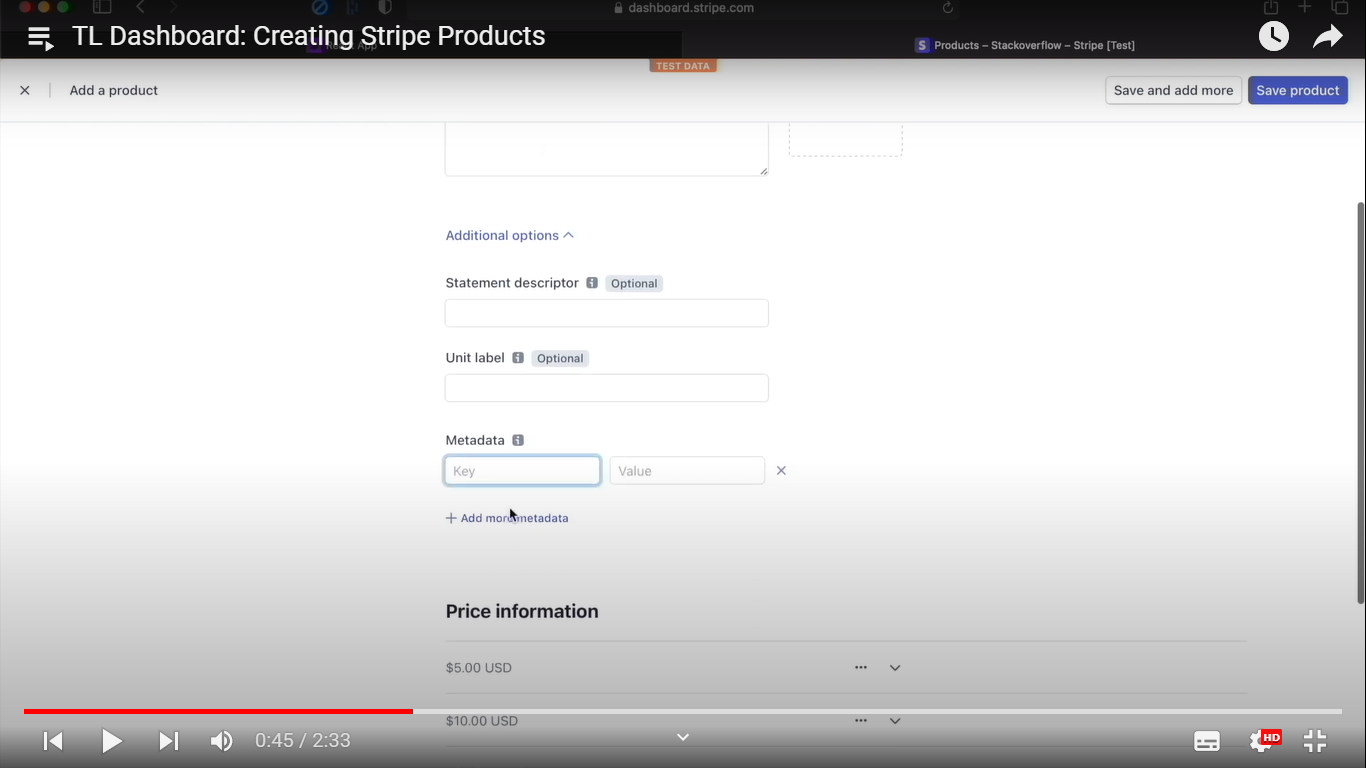 dashboard.stripe.com
TL Dashboard: Creating Stripe Products
App
S Products – Stackoverflow – Stripe [Test]
TEST DATA
Add a product
Save and add more
Save product
Additional options
Statement descriptor i Optional
Unit label i Optional
Metadata i
Key
Value
Add more metadata
Price information
$5.00 USD
$10.00 USD
0:45 / 2:33
HD